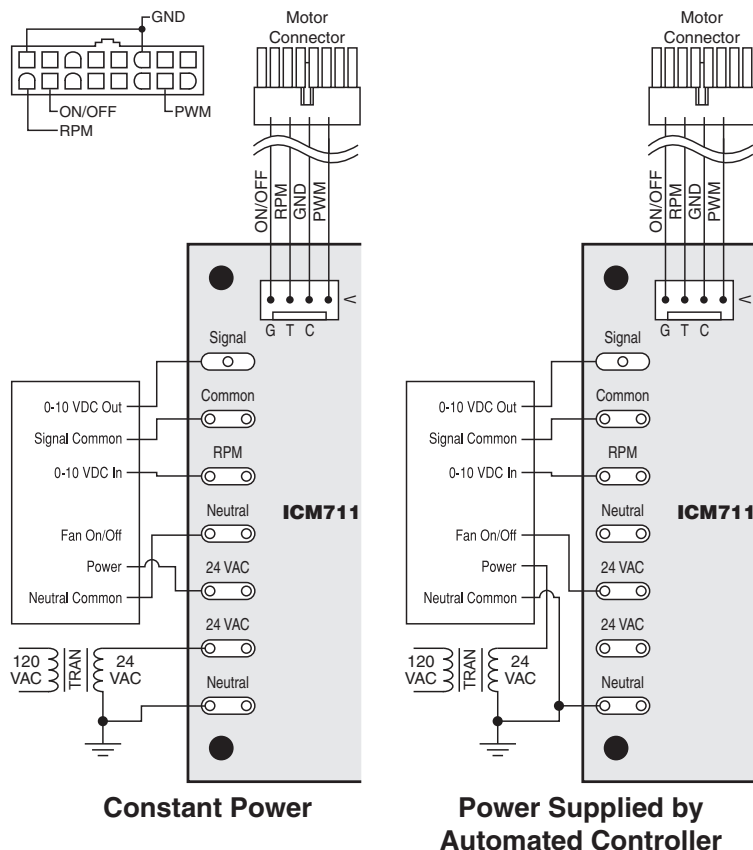 GND
ON/OFF
PWM
RPM
Motor
Connector
ON/OFF
RPM
GND
PWM
V
G T C
Signal
0-10 VDC Out
Common
Signal Common
RPM
0-10 VDC In
Neutral
ICM711
Fan On/Off
24 VAC
Power
Neutral Common
24 VAC
120
VAC
TRAN
24
VAC
Neutral
Constant Power
Motor
Connector
ON/OFF
RPM
GND
PWM
V
G T C
Signal
0-10 VDC Out
Common
Signal Common
RPM
0-10 VDC In
Neutral
ICM711
Fan On/Off
24 VAC
Power
Neutral Common
24 VAC
120
VAC
TRAN
24
VAC
Neutral
Power Supplied by
Automated Controller